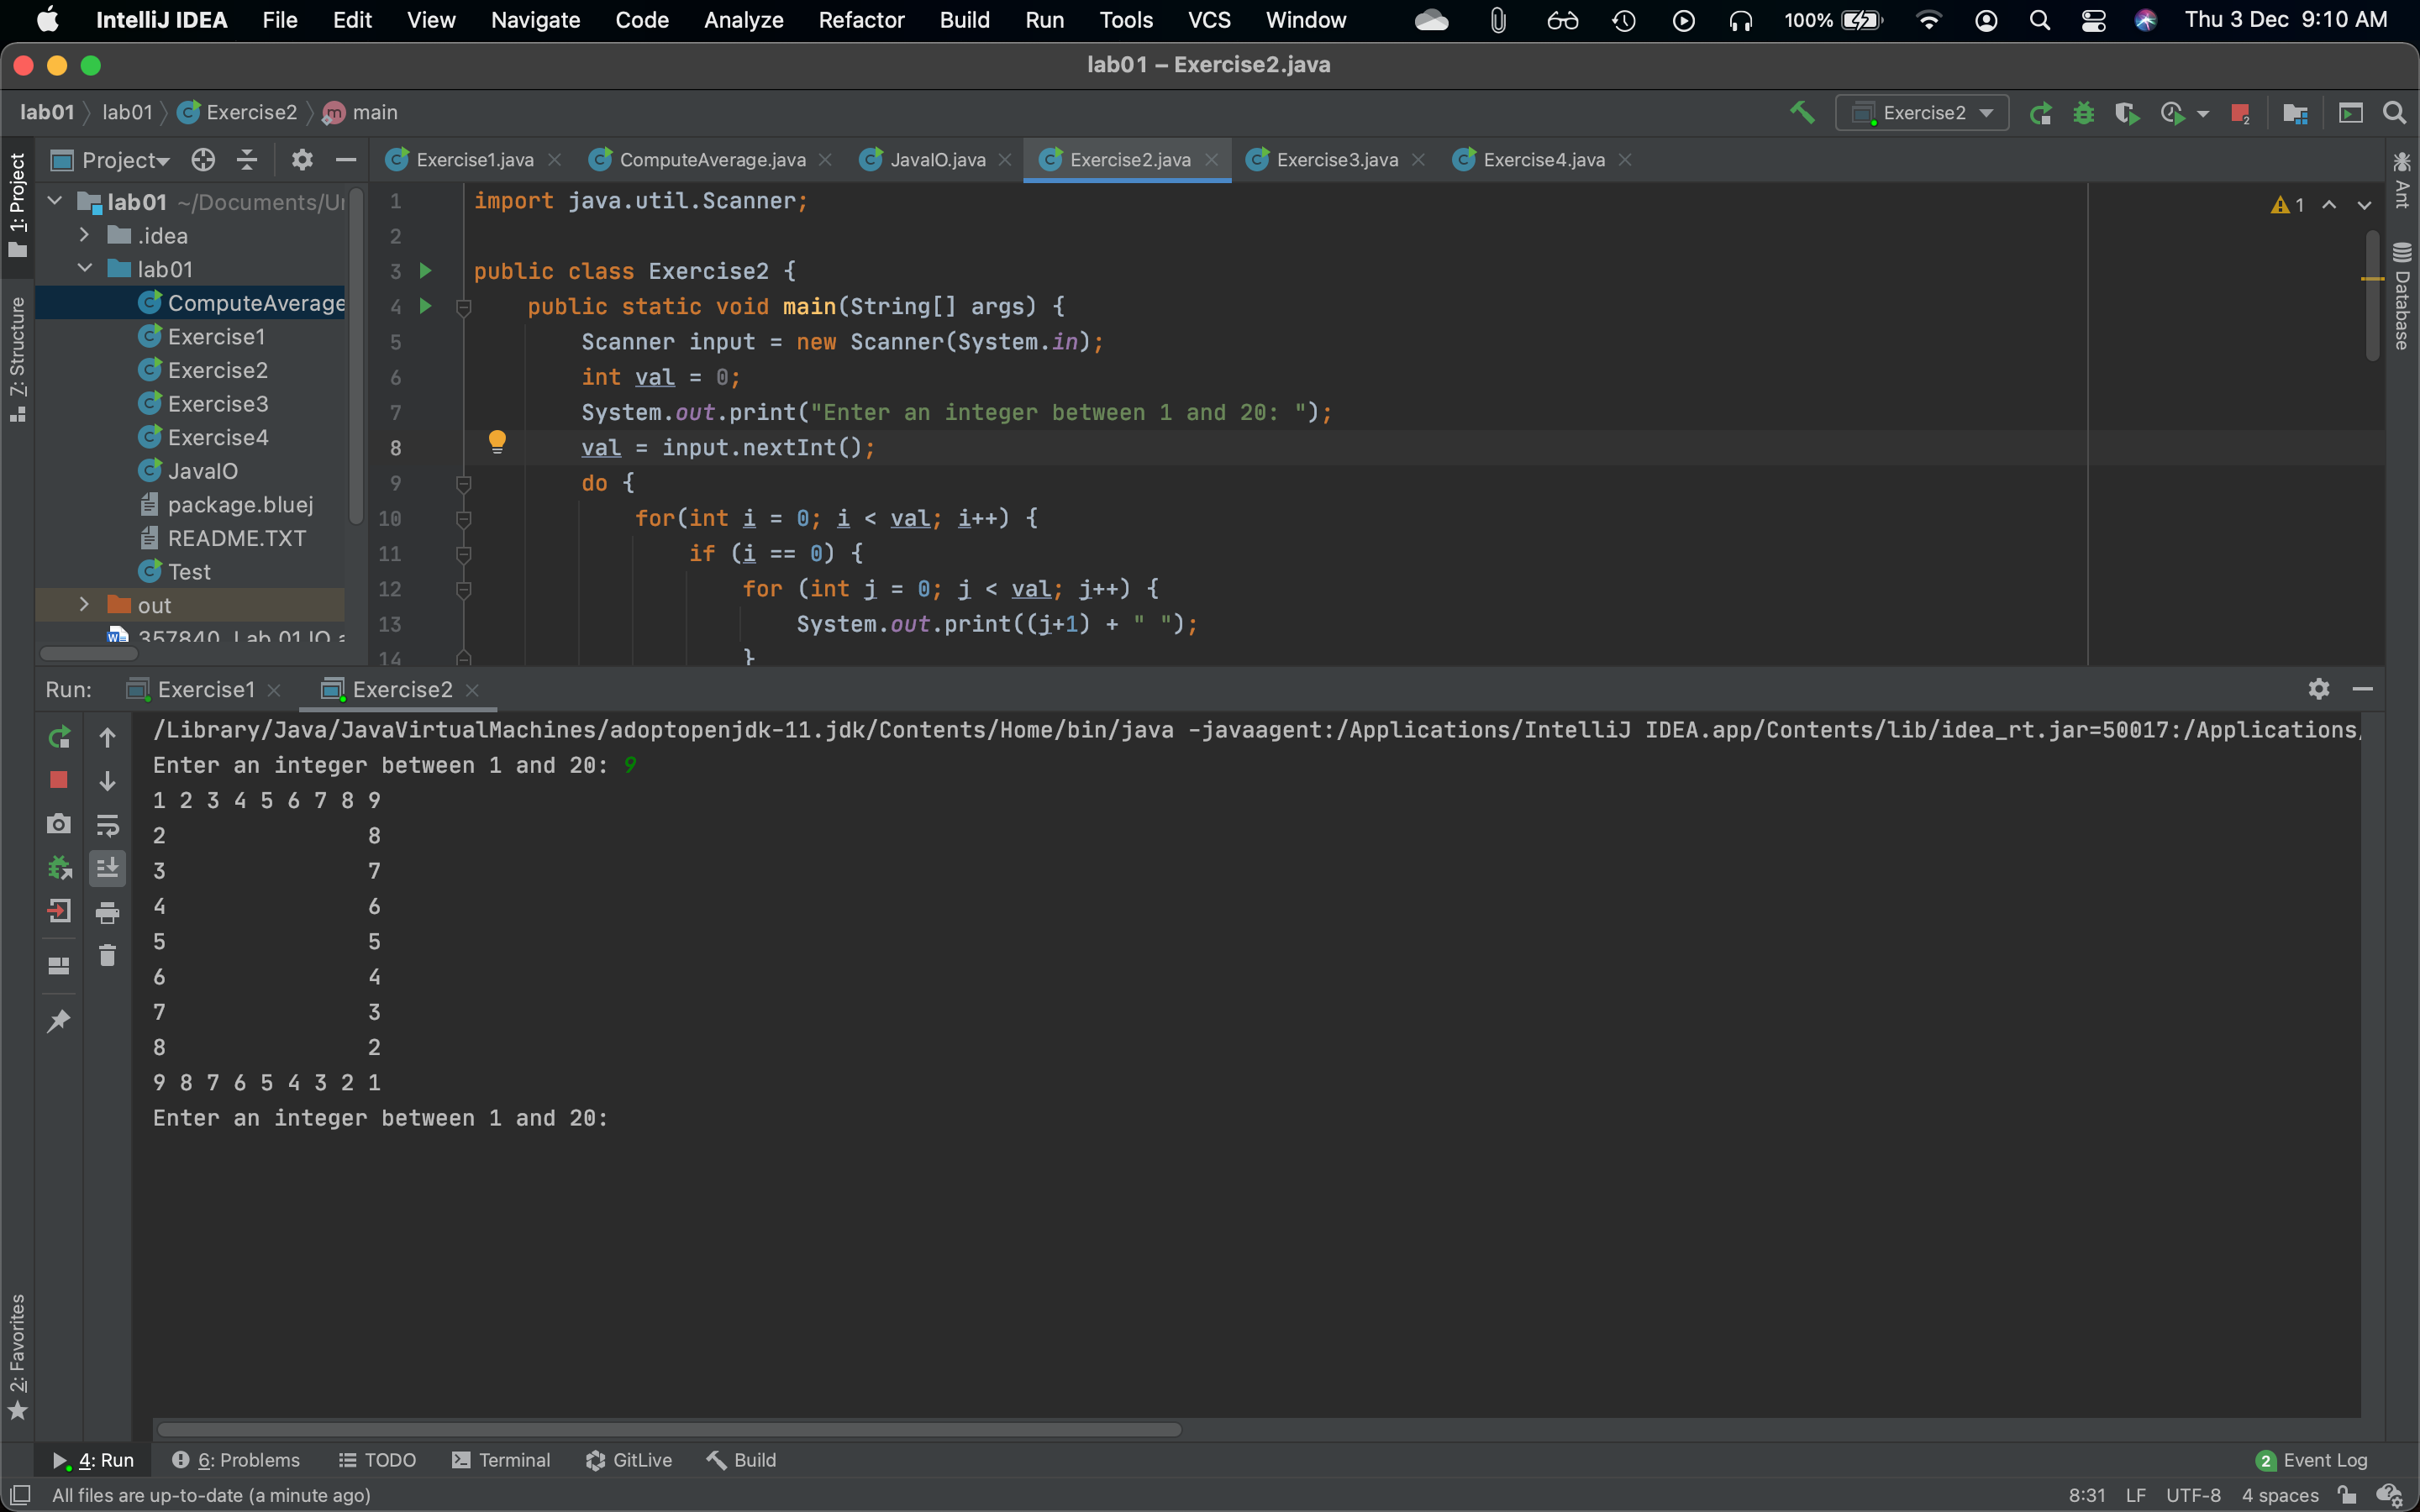 IntelliJ IDEA File Edit View Navigate Code Analyze Refactor Build Run Tools VCS Window 100% Thu 3 Dec 9:10 AM
lab01 – Exercise2.java
lab01 lab01 Exercise2 main Exercise2 2
1: Project
Project
Exercise1.java ComputeAverage.java JavaIO.java Exercise2.java Exercise3.java Exercise4.java
lab01 ~/Documents/Ur
.idea
lab01
ComputeAverage
Exercise1
Exercise2
Exercise3
Exercise4
JavaIO
package.bluej
README.TXT
Test
out
357840 Lab 01 IO a
Z: Structure
2: Favorites
1 import java.util.Scanner;
2
3 public class Exercise2 {
4 public static void main(String[] args) {
5 Scanner input = new Scanner(System.in);
6 int val = 0;
7 System.out.print("Enter an integer between 1 and 20: ");
8 val = input.nextInt();
9 do {
10 for(int i = 0; i < val; i++) {
11 if (i == 0) {
12 for (int j = 0; j < val; j++) {
13 System.out.print((j+1) + " ");
14 }
1
Ant
Database
Run: Exercise1 Exercise2
/Library/Java/JavaVirtualMachines/adoptopenjdk-11.jdk/Contents/Home/bin/java -javaagent:/Applications/IntelliJ IDEA.app/Contents/lib/idea_rt.jar=50017:/Applications/
Enter an integer between 1 and 20: 9
1 2 3 4 5 6 7 8 9
2 8
3 7
4 6
5 5
6 4
7 3
8 2
9 8 7 6 5 4 3 2 1
Enter an integer between 1 and 20:
4: Run 6: Problems TODO Terminal GitLive Build 2 Event Log
All files are up-to-date (a minute ago) 8:31 LF UTF-8 4 spaces